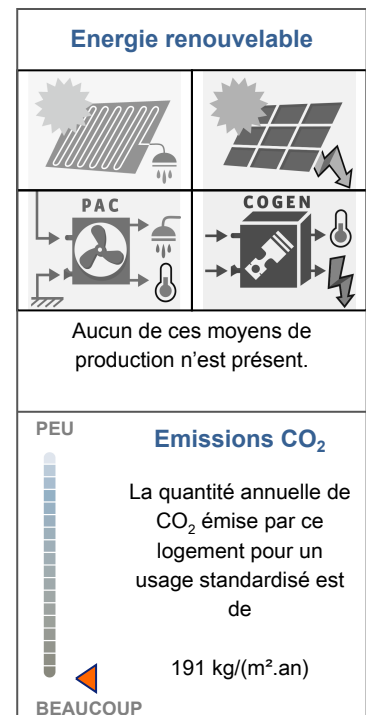 Energie renouvelable
PAC
COGEN
Aucun de ces moyens de
production n'est présent.
PEU
Emissions CO₂
La quantité annuelle de
CO₂ émise par ce
logement pour un
usage standardisé est
de
191 kg/(m².an)
BEAUCOUP